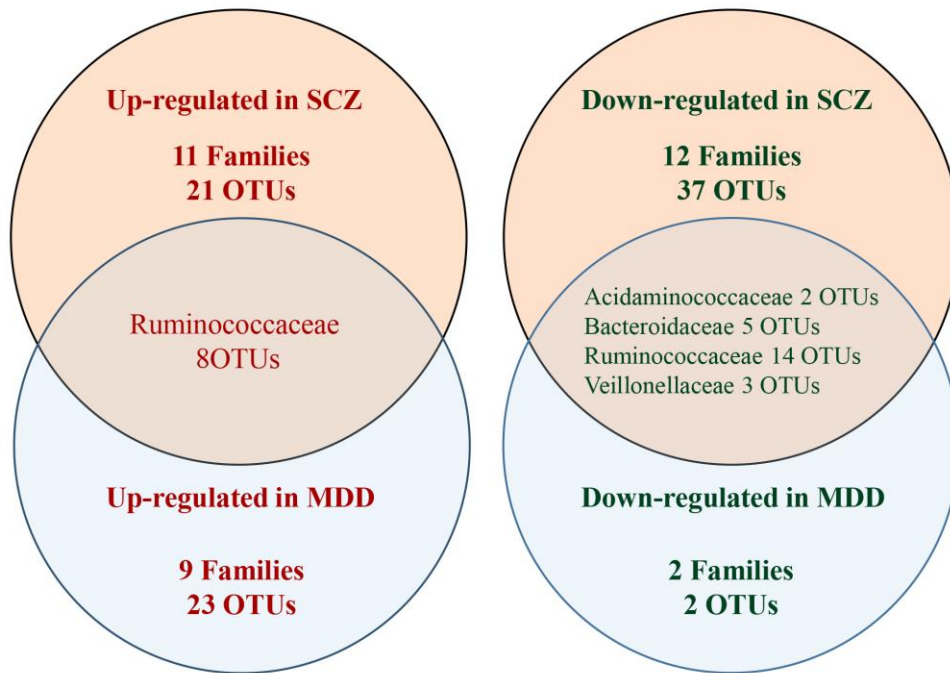 Up-regulated in SCZ
11 Families
21 OTUs
Ruminococcaceae
8OTUs
Up-regulated in MDD
9 Families
23 OTUs
Down-regulated in SCZ
12 Families
37 OTUs
Acidaminococcaceae 2 OTUs
Bacteroidaceae 5 OTUs
Ruminococcaceae 14 OTUs
Veillonellaceae 3 OTUs
Down-regulated in MDD
2 Families
2 OTUs